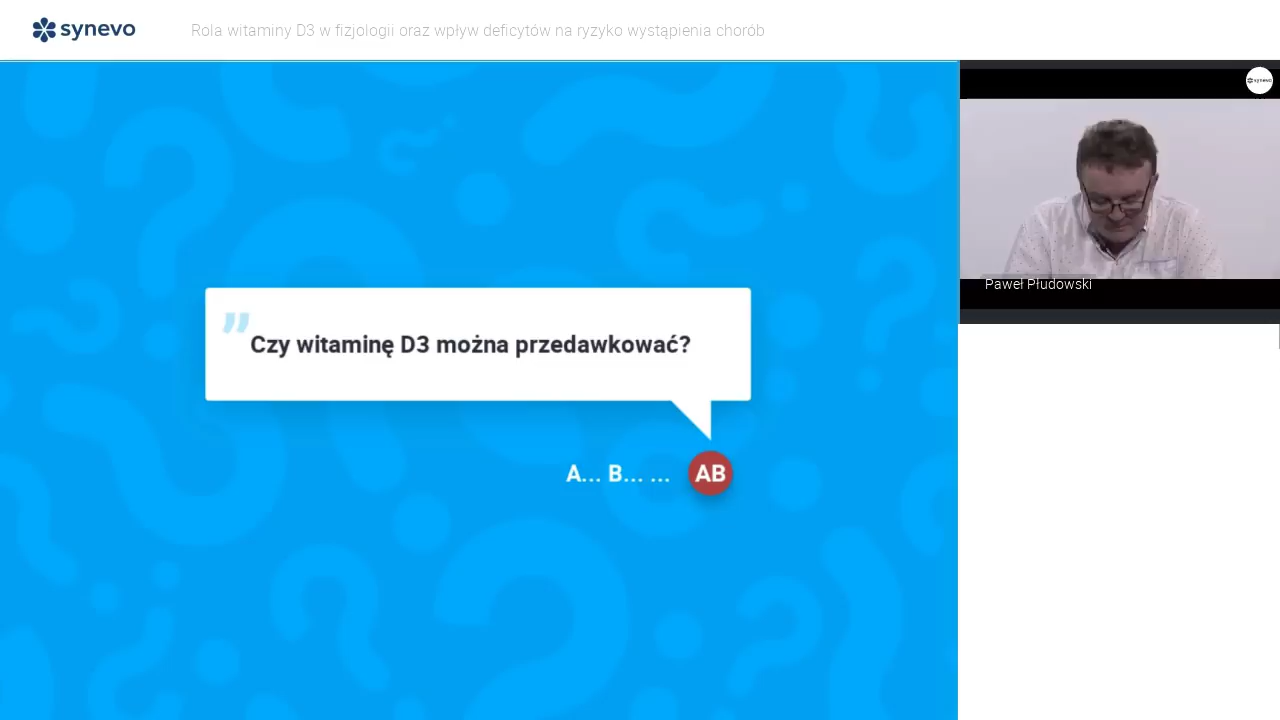 synevo
Rola witaminy D3 w fizjologii oraz wpływ deficytów na ryzyko wystąpienia chorób
synevo
Paweł Płudowski
"Czy witaminę D3 można przedawkować?
A... B... ... AB